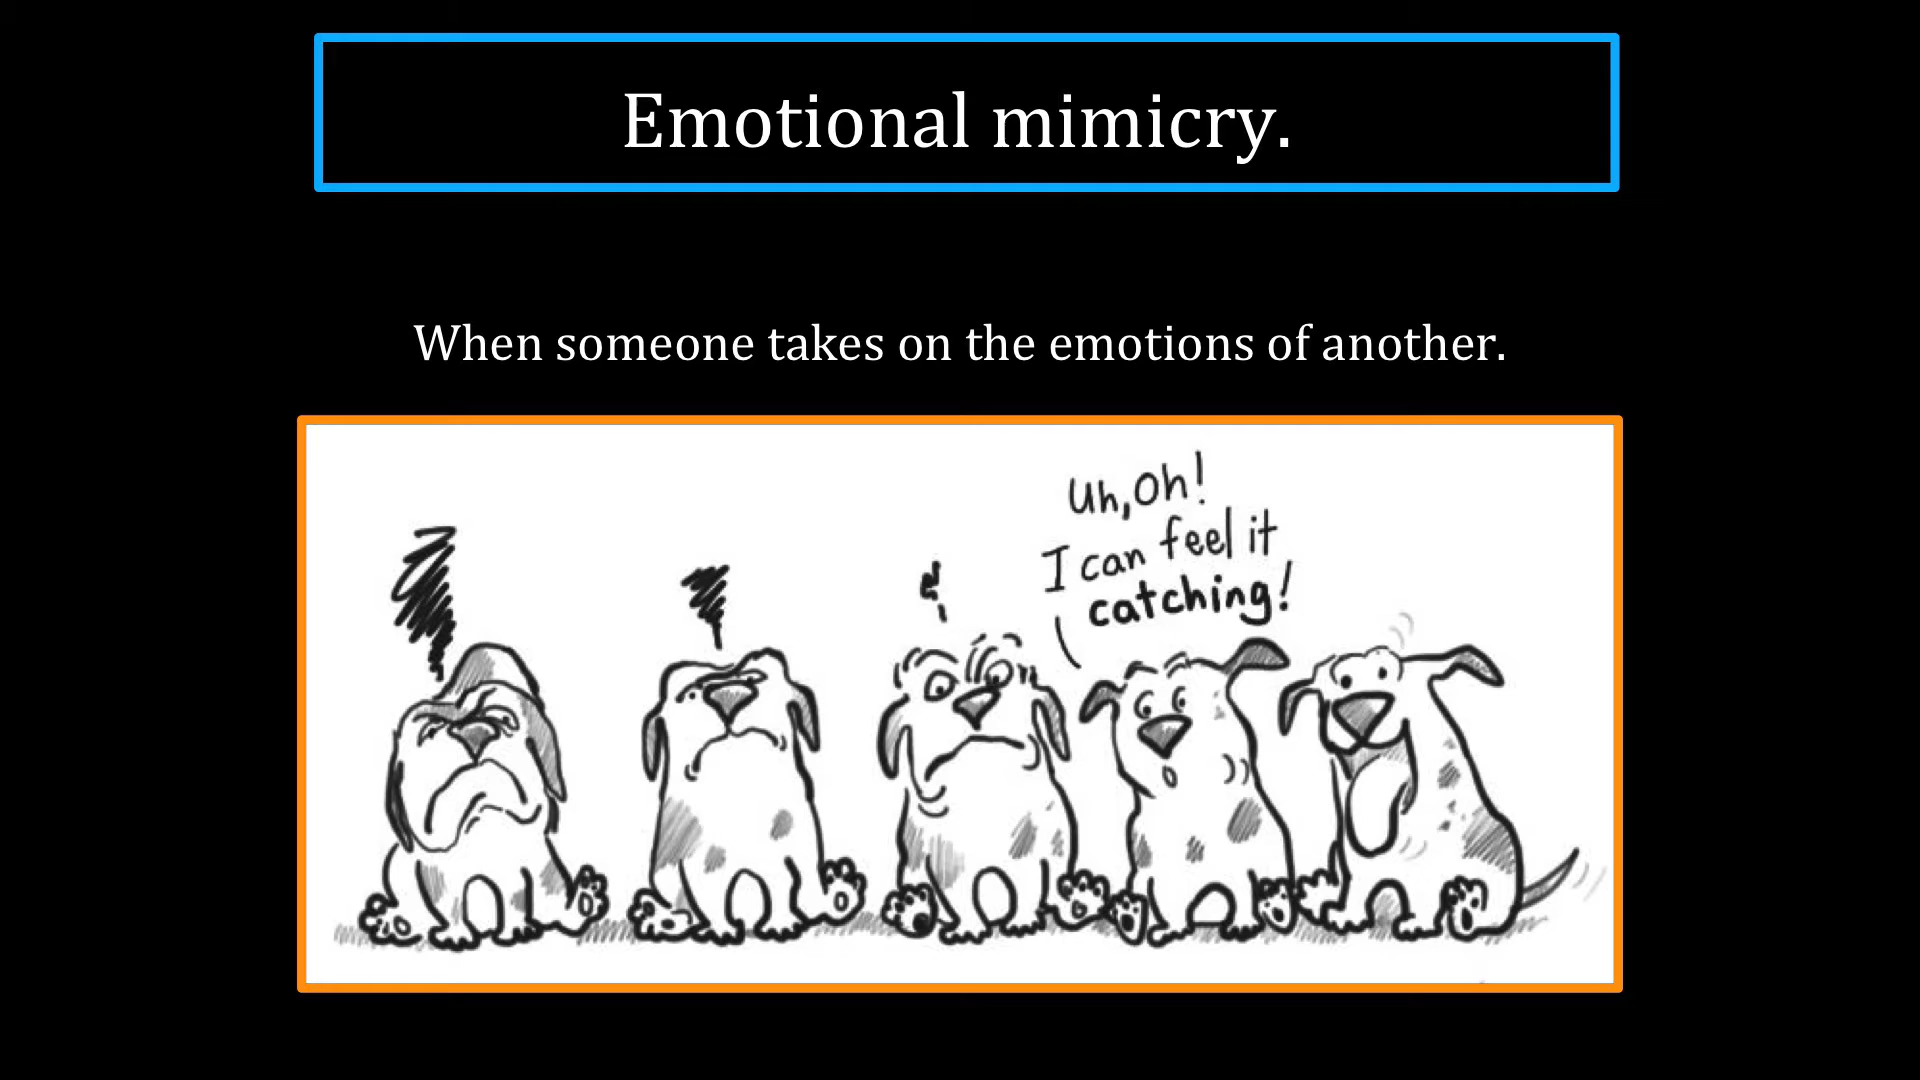 Emotional mimicry.
When someone takes on the emotions of another.
Uh, Oh!
I can feel it
catching!